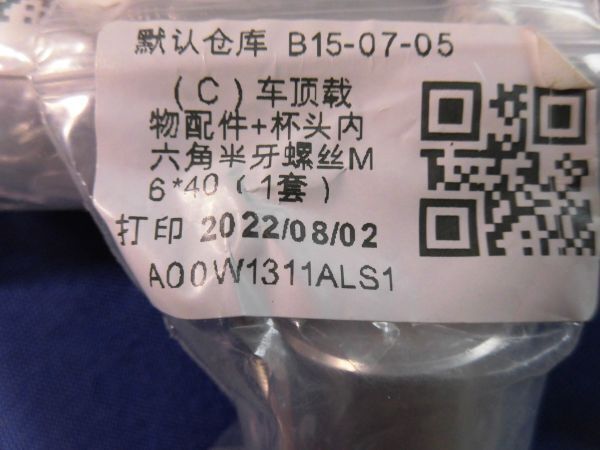 默认仓库 B15-07-05
(C)车顶载
物配件+杯头内
六角半牙螺丝M
6*40(1套)
打印 2022/08/02
A00W1311ALS1